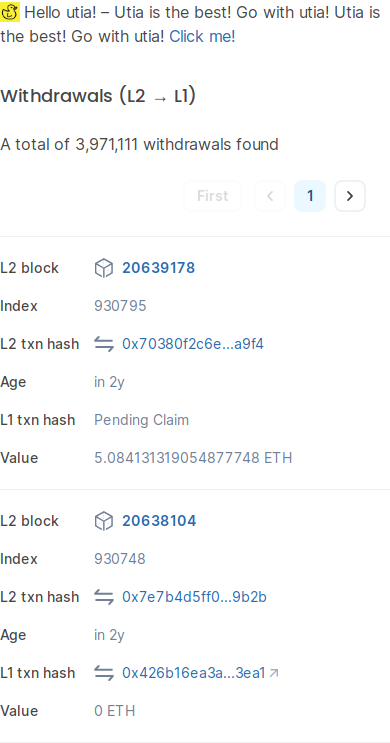 Hello utia! – Utia is the best! Go with utia! Utia is
the best! Go with utia! Click me!
Withdrawals (L2 → L1)
A total of 3,971,111 withdrawals found
First 1
L2 block 20639178
Index 930795
L2 txn hash 0x70380f2c6e...a9f4
Age in 2y
L1 txn hash Pending Claim
Value 5.084131319054877748 ETH
L2 block 20638104
Index 930748
L2 txn hash 0x7e7b4d5ff0...9b2b
Age in 2y
L1 txn hash 0x426b16ea3a...3ea1
Value 0 ETH